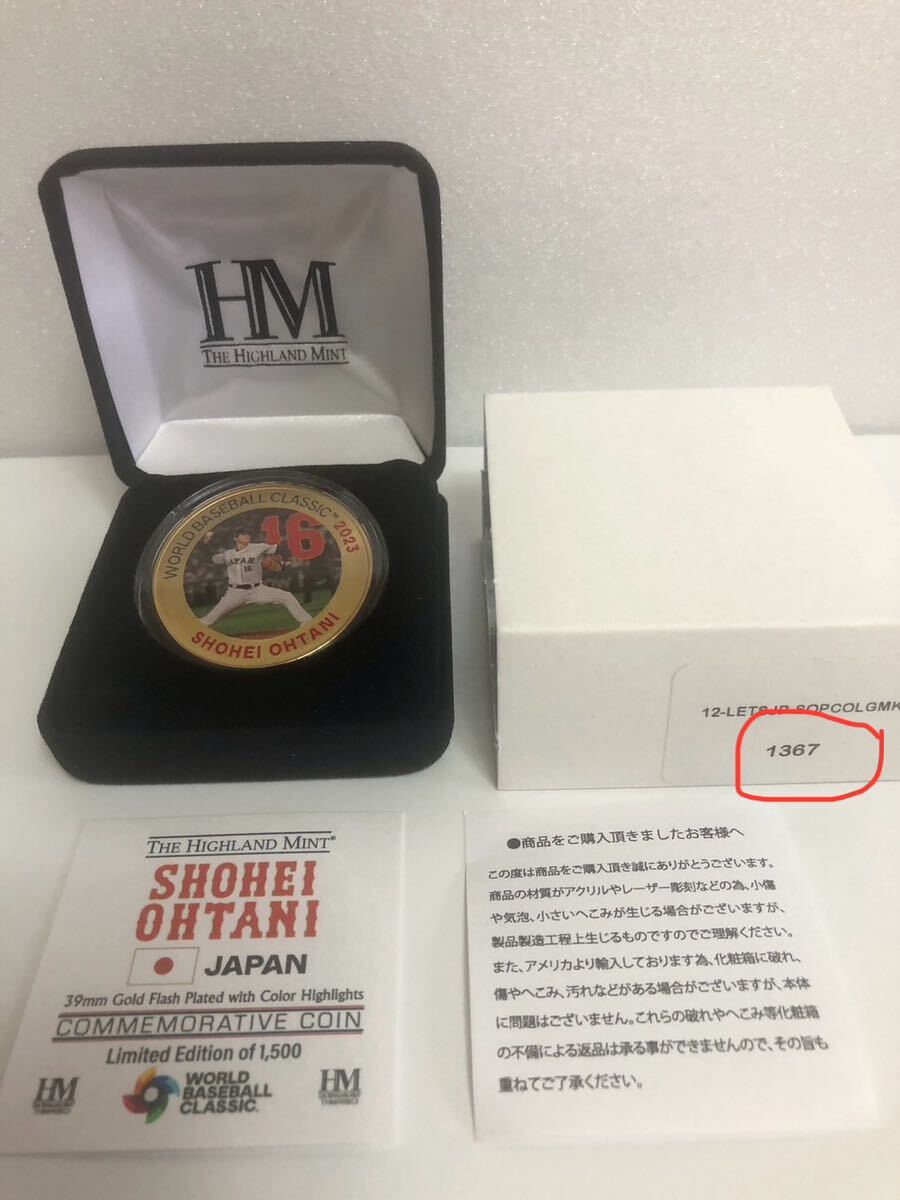 HM
THE HIGHLAND MINT
WORLD BASEBALL CLASSIC™ 2023
16
JAPAN
16
SHOHEI OHTANI
12-LETSJP-SOPCOLGMK
1367
THE HIGHLAND MINT®
SHOHEI
OHTANI
JAPAN
39mm Gold Flash Plated with Color Highlights
COMMEMORATIVE COIN
Limited Edition of 1,500
HM
WORLD
BASEBALL
CLASSIC
HM
●商品をご購入頂きましたお客様へ
この度は商品をご購入頂き誠にありがとうございます。
商品の材質がアクリルやレーザー彫刻などの為、小傷
や気泡、小さいへこみが生じる場合がございますが、
製品製造工程上生じるものですのでご理解ください。
また、アメリカより輸入しております為、化粧箱に破れ、
傷やへこみ、汚れなどがある場合がございますが、本体
に問題はございません。これらの破れやへこみ等化粧箱
の不備による返品は承る事ができませんので、その旨も
重ねてご了承ください。